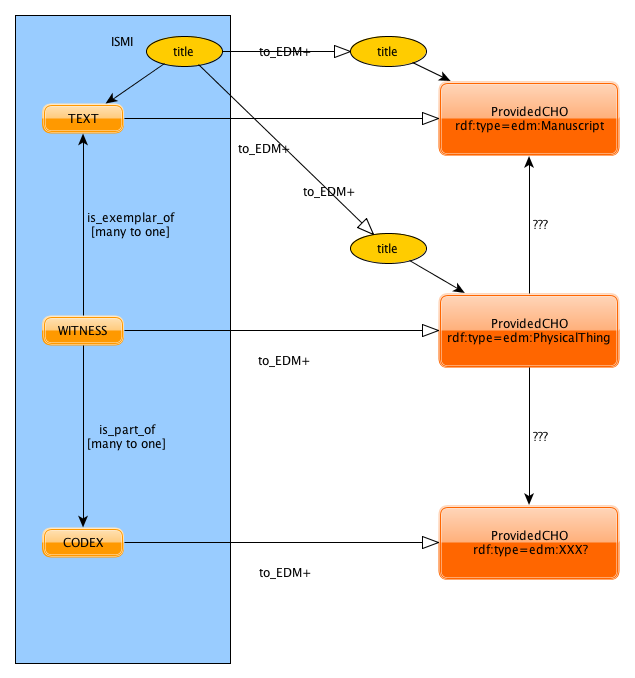 ISMI
title
to_EDM+
title
TEXT
ProvidedCHO
rdf:type=edm:Manuscript
to_EDM+
to_EDM+
is_exemplar_of
[many to one]
???
title
WITNESS
ProvidedCHO
rdf:type=edm:PhysicalThing
to_EDM+
is_part_of
[many to one]
???
CODEX
ProvidedCHO
rdf:type=edm:XXX?
to_EDM+